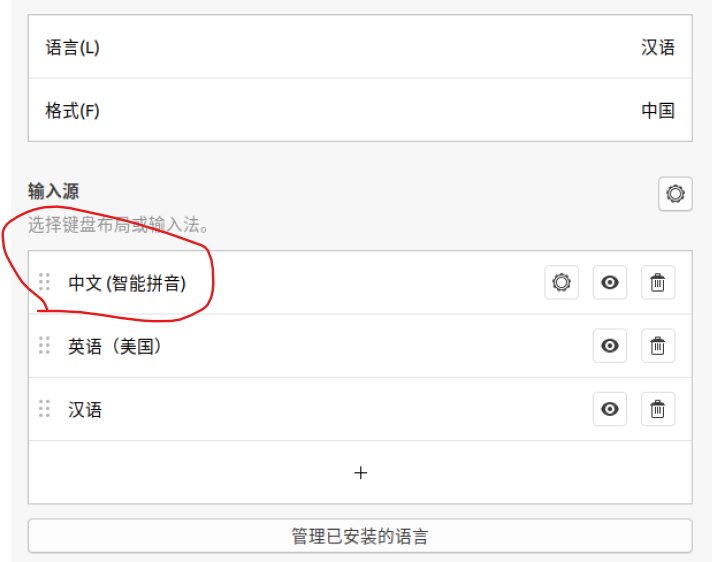 语言(L) 汉语
格式(F) 中国
输入源
选择键盘布局或输入法。
中文 (智能拼音)
英语（美国）
汉语
+
管理已安装的语言